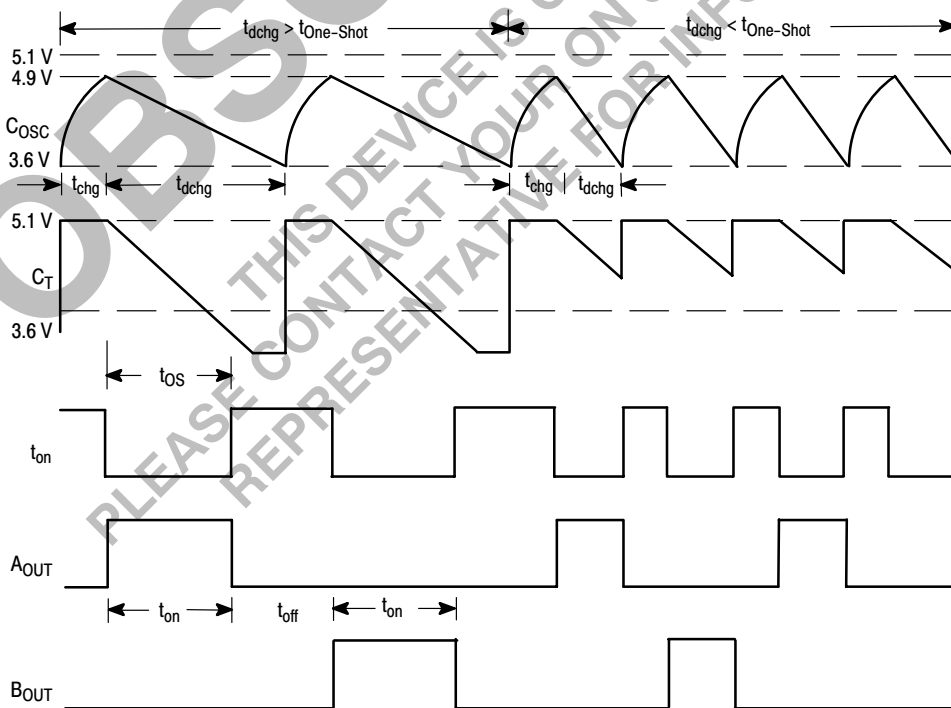 t_dchg > t_One-Shot
t_dchg < t_One-Shot
5.1 V
4.9 V
C_OSC
3.6 V
t_chg
t_dchg
t_chg
t_dchg
5.1 V
C_T
3.6 V
t_OS
t_on
A_OUT
t_on
t_off
t_on
B_OUT
THIS DEVICE IS
PLEASE CONTACT YOUR ON
REPRESENTATIVE FOR